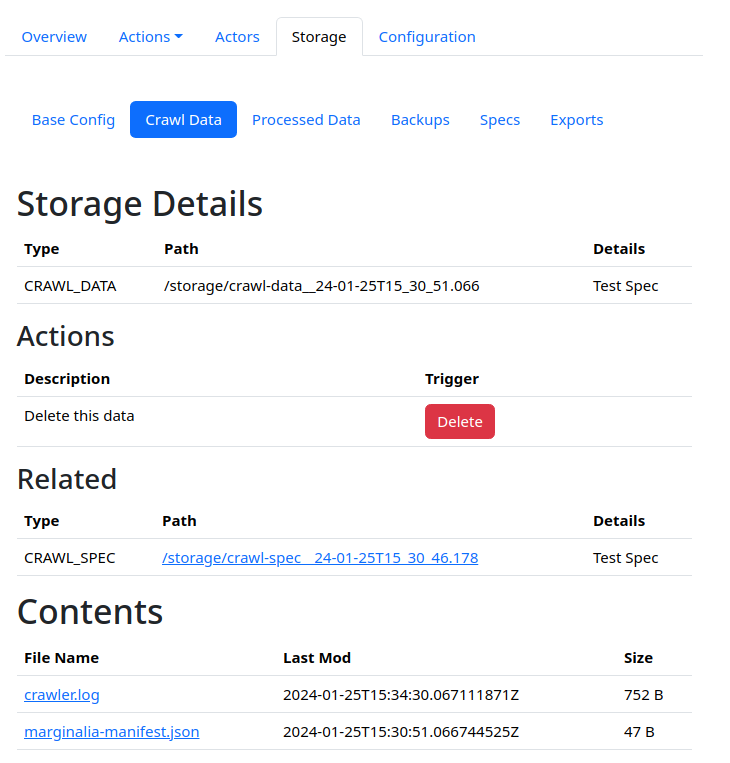 Overview Actions Actors Storage Configuration
Base Config Crawl Data Processed Data Backups Specs Exports
Storage Details
Type Path Details
CRAWL_DATA /storage/crawl-data__24-01-25T15_30_51.066 Test Spec
Actions
Description Trigger
Delete this data Delete
Related
Type Path Details
CRAWL_SPEC /storage/crawl-spec__24-01-25T15_30_46.178 Test Spec
Contents
File Name Last Mod Size
crawler.log 2024-01-25T15:34:30.067111871Z 752 B
marginalia-manifest.json 2024-01-25T15:30:51.066744525Z 47 B